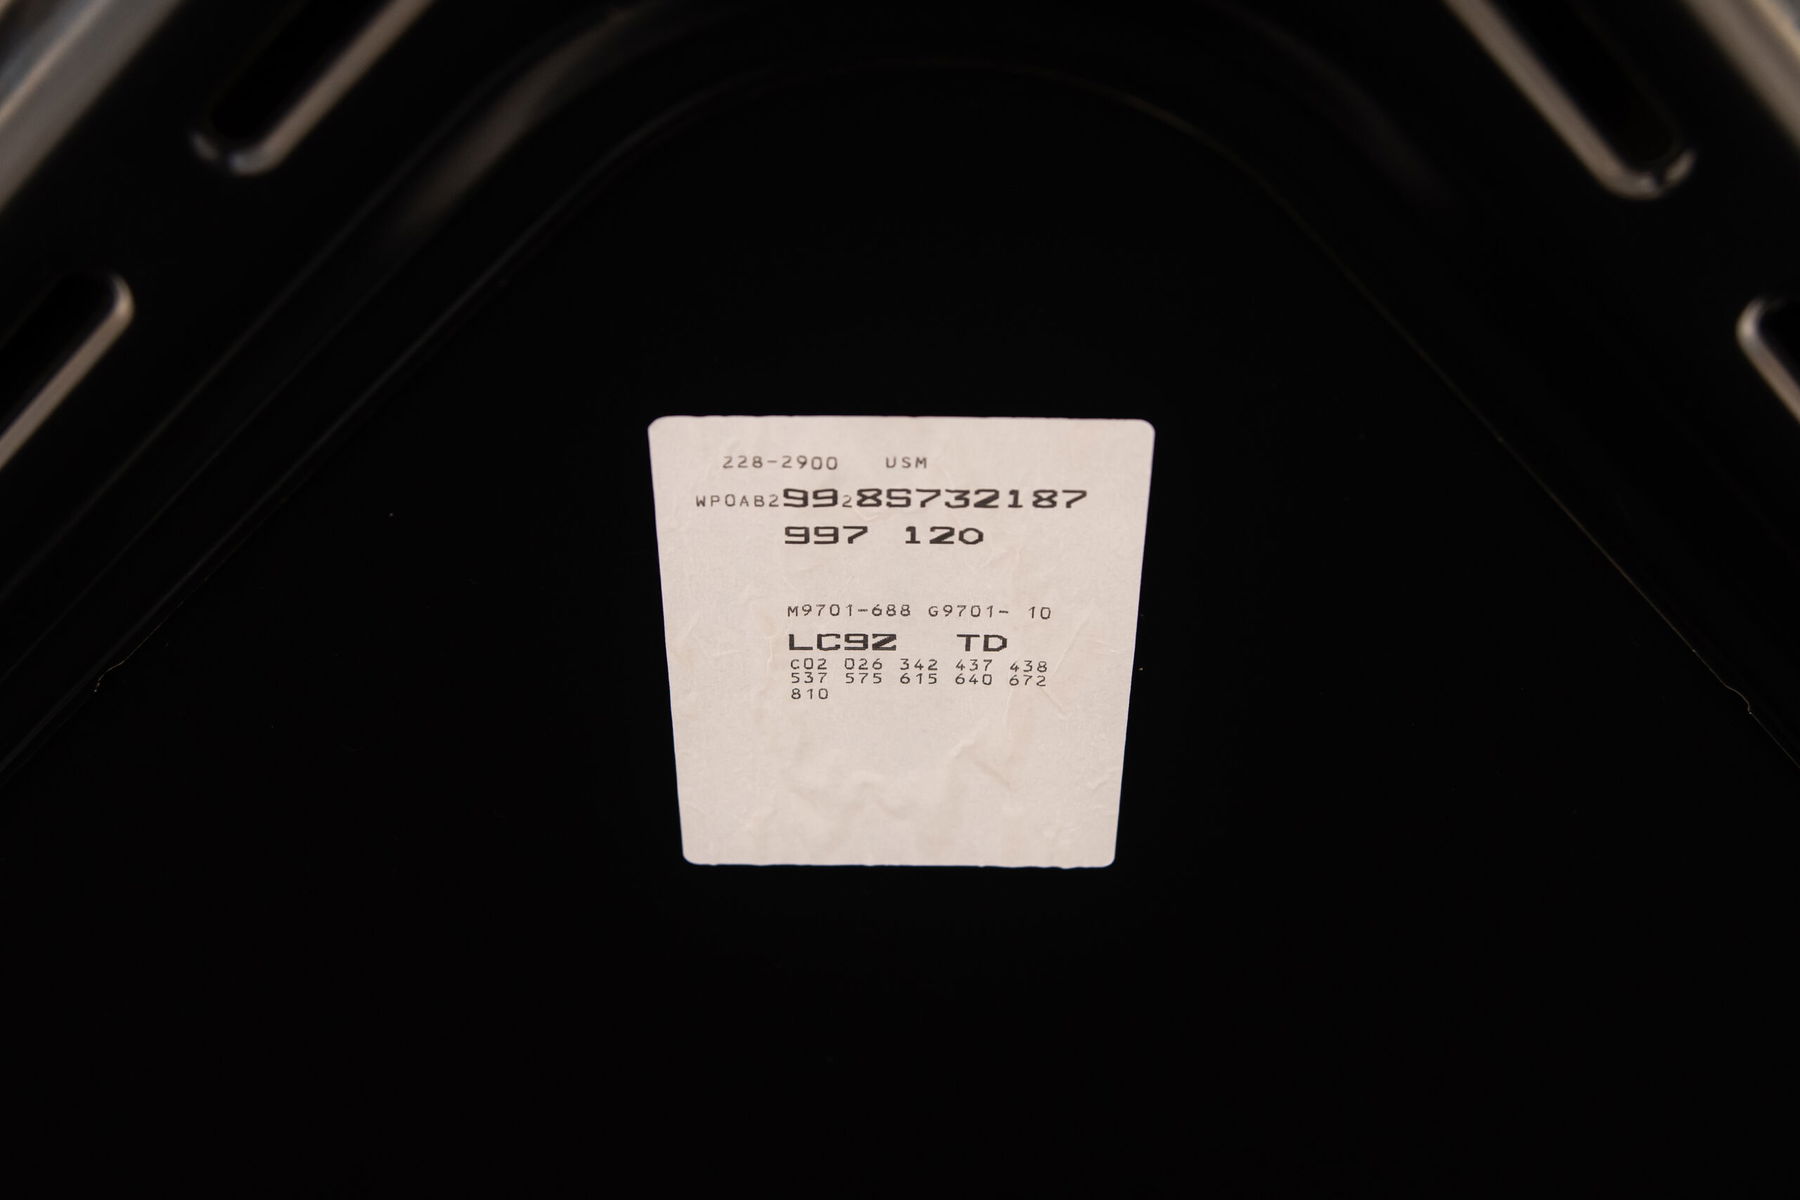 228-2900 USM
WP0AB29928S732187
997 120
M9701-688 G9701- 10
LC9Z TD
C02 026 342 437 438
537 575 615 640 672
810